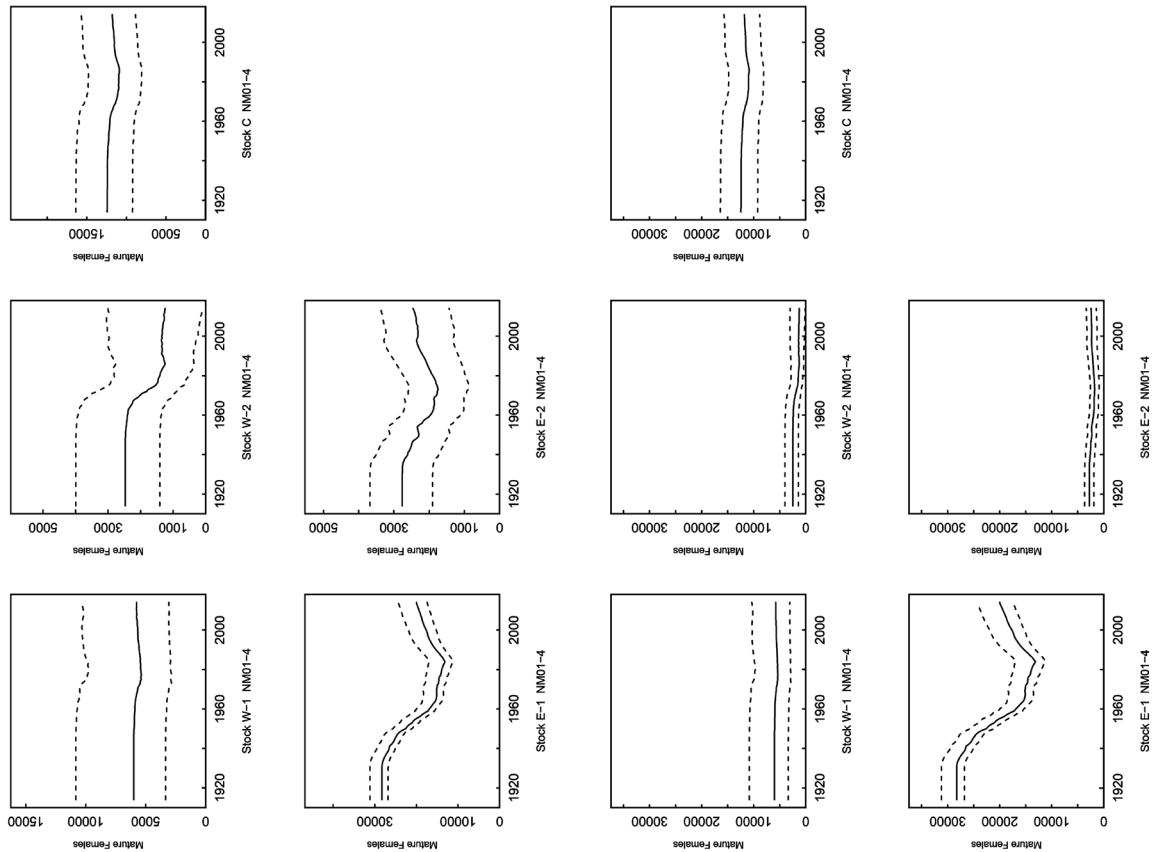 Mature Females
0 5000 10000 15000
1920 1960 2000
Stock W-1 NM01-4
Mature Females
0 1000 3000 5000
1920 1960 2000
Stock W-2 NM01-4
Mature Females
0 5000 15000
1920 1960 2000
Stock C NM01-4
Mature Females
0 10000 30000
1920 1960 2000
Stock E-1 NM01-4
Mature Females
0 1000 3000
1920 1960 2000
Stock E-2 NM01-4
Mature Females
0 10000 20000 30000
1920 1960 2000
Stock W-1 NM01-4
Mature Females
0 10000 20000 30000
1920 1960 2000
Stock W-2 NM01-4
Mature Females
0 10000 20000 30000
1920 1960 2000
Stock C NM01-4
Mature Females
0 10000 20000 30000
1920 1960 2000
Stock E-1 NM01-4
Mature Females
0 10000 20000 30000
1920 1960 2000
Stock E-2 NM01-4